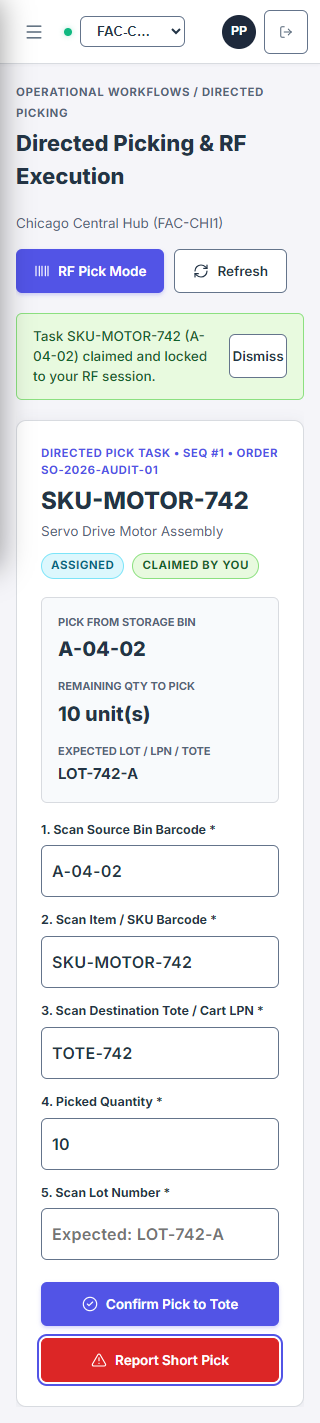 FAC-C...
PP
OPERATIONAL WORKFLOWS / DIRECTED
PICKING
Directed Picking & RF
Execution
Chicago Central Hub (FAC-CHI1)
RF Pick Mode
Refresh
Task SKU-MOTOR-742 (A-
04-02) claimed and locked
to your RF session.
Dismiss
DIRECTED PICK TASK • SEQ #1 • ORDER
SO-2026-AUDIT-01
SKU-MOTOR-742
Servo Drive Motor Assembly
ASSIGNED
CLAIMED BY YOU
PICK FROM STORAGE BIN
A-04-02
REMAINING QTY TO PICK
10 unit(s)
EXPECTED LOT / LPN / TOTE
LOT-742-A
1. Scan Source Bin Barcode *
A-04-02
2. Scan Item / SKU Barcode *
SKU-MOTOR-742
3. Scan Destination Tote / Cart LPN *
TOTE-742
4. Picked Quantity *
10
5. Scan Lot Number *
Expected: LOT-742-A
Confirm Pick to Tote
Report Short Pick